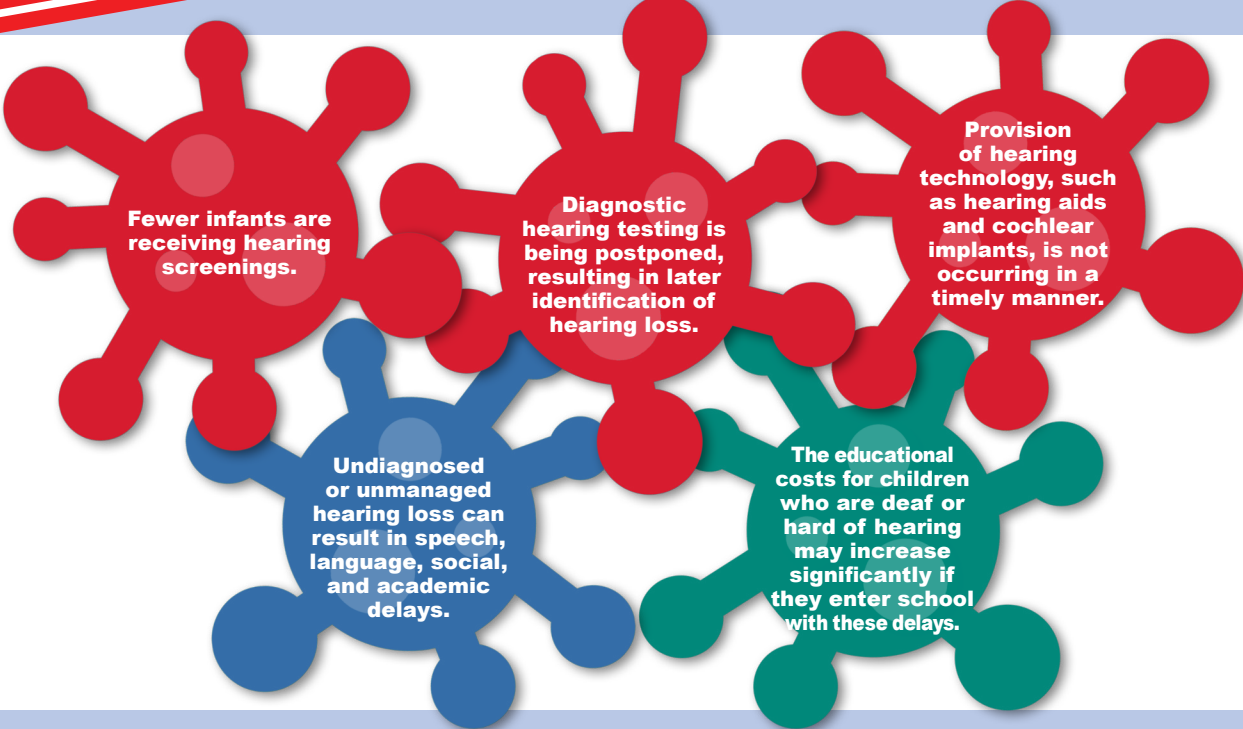 Fewer infants are
receiving hearing
screenings.
Diagnostic
hearing testing is
being postponed,
resulting in later
identification of
hearing loss.
Provision
of hearing
technology, such
as hearing aids
and cochlear
implants, is not
occurring in a
timely manner.
Undiagnosed
or unmanaged
hearing loss can
result in speech,
language, social,
and academic
delays.
The educational
costs for children
who are deaf or
hard of hearing
may increase
significantly if
they enter school
with these delays.